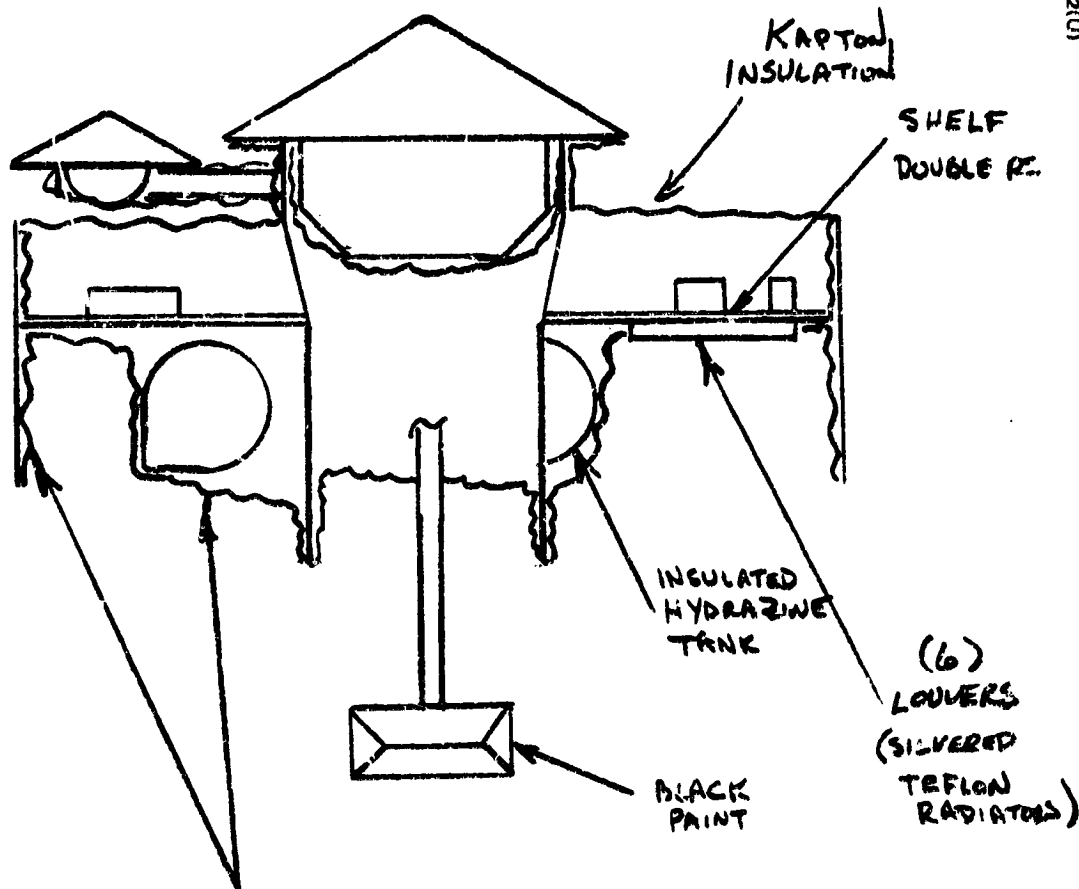 KAPTON
INSULATION
SHELF
DOUBLE
INSULATED
HYDRAZINE
TANK
(6)
LOUVERS
(SILVERED
TEFLON
RADIATORS)
BLACK
PAINT